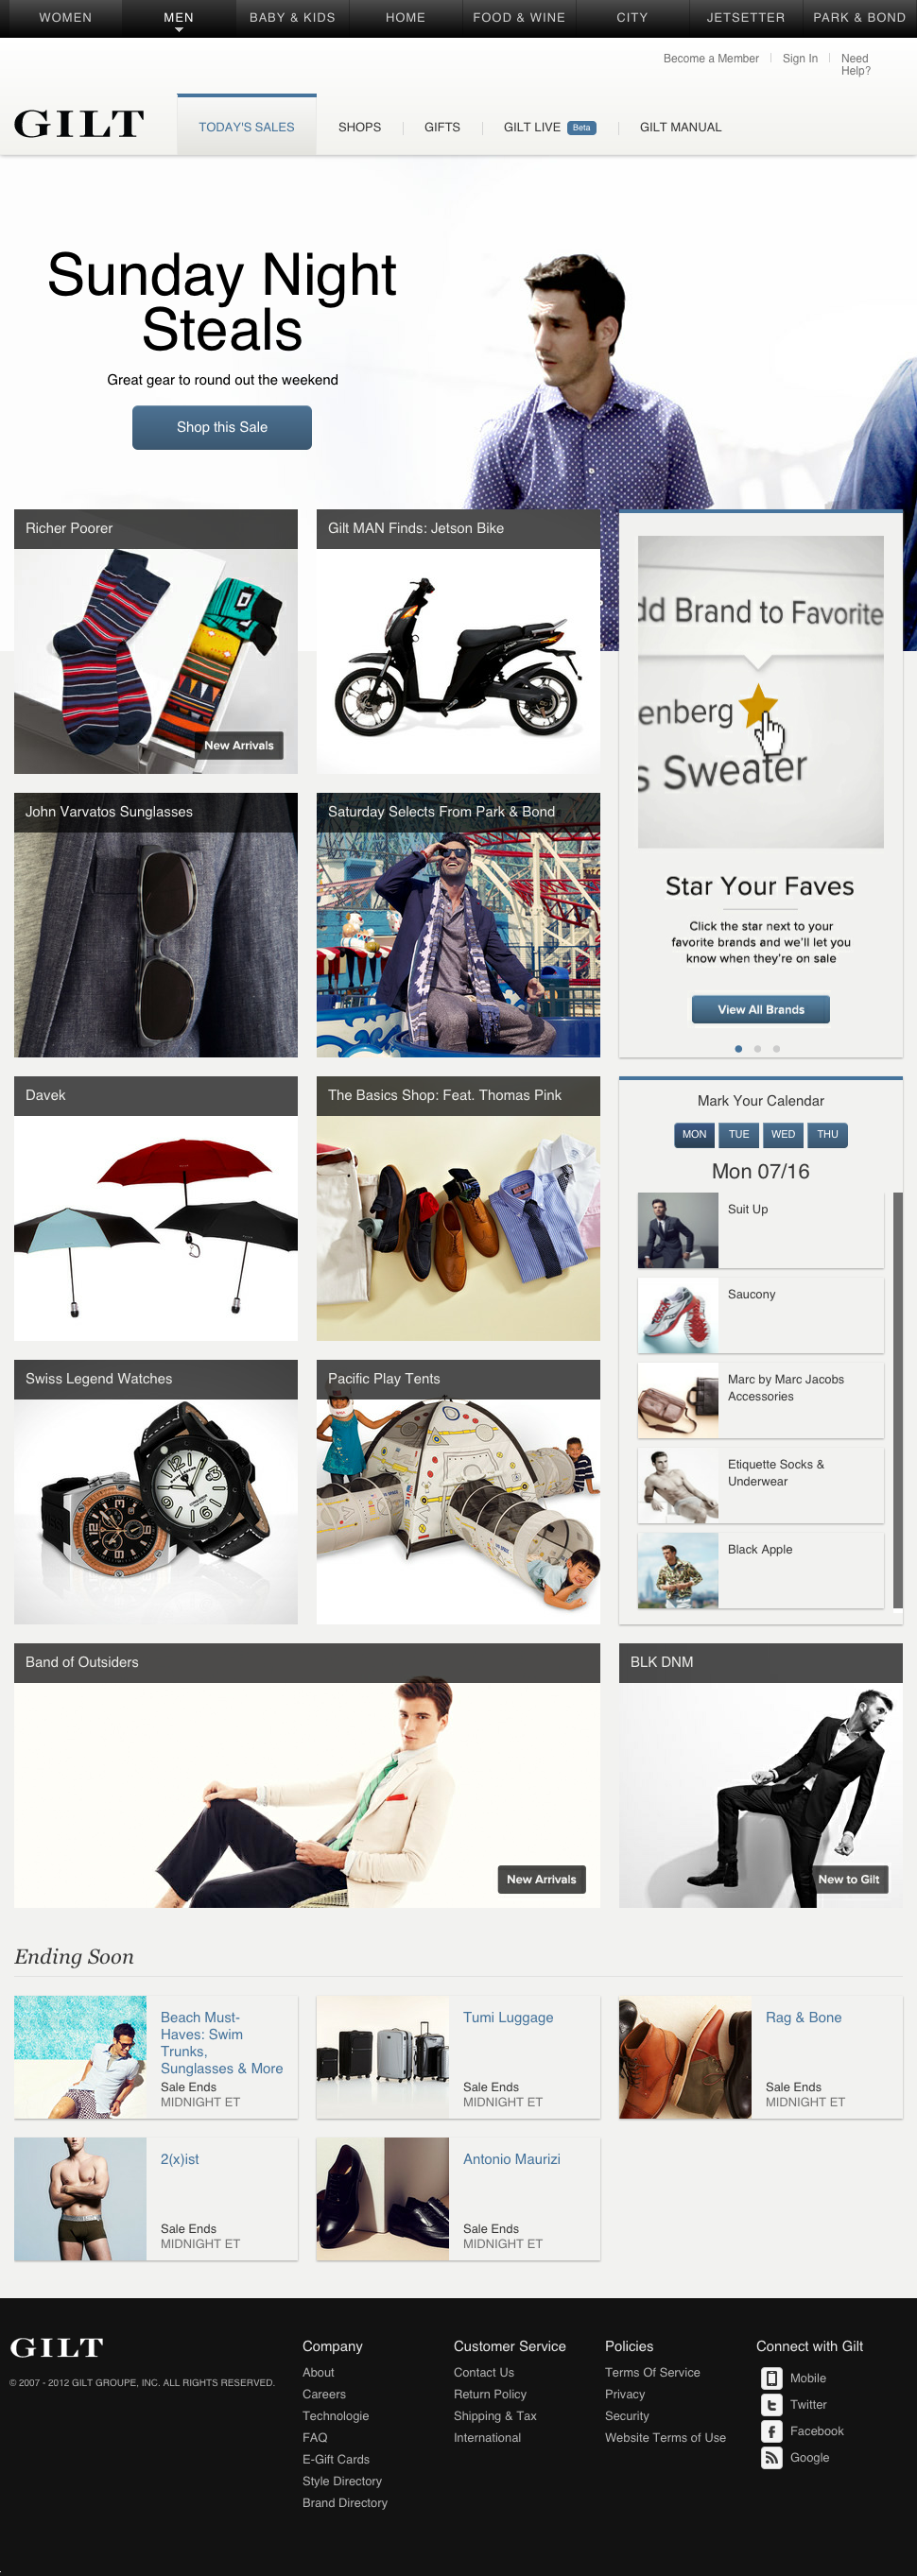 WOMEN
MEN
BABY & KIDS
HOME
FOOD & WINE
CITY
JETSETTER
PARK & BOND
Become a Member
Sign In
Need
Help?
GILT
TODAY'S SALES
SHOPS
GIFTS
GILT LIVE Beta
GILT MANUAL
Sunday Night
Steals
Great gear to round out the weekend
Shop this Sale
Richer Poorer
New Arrivals
Gilt MAN Finds: Jetson Bike
dd Brand to Favorite
enberg
s Sweater
Star Your Faves
Click the star next to your
favorite brands and we'll let you
know when they're on sale
View All Brands
John Varvatos Sunglasses
Saturday Selects From Park & Bond
Davek
The Basics Shop: Feat. Thomas Pink
Mark Your Calendar
MON
TUE
WED
THU
Mon 07/16
Suit Up
Saucony
Marc by Marc Jacobs
Accessories
Etiquette Socks &
Underwear
Black Apple
Swiss Legend Watches
Pacific Play Tents
Band of Outsiders
New Arrivals
BLK DNM
New to Gilt
Ending Soon
Beach Must-
Haves: Swim
Trunks,
Sunglasses & More
Sale Ends
MIDNIGHT ET
Tumi Luggage
Sale Ends
MIDNIGHT ET
Rag & Bone
Sale Ends
MIDNIGHT ET
2(x)ist
Sale Ends
MIDNIGHT ET
Antonio Maurizi
Sale Ends
MIDNIGHT ET
GILT
© 2007 - 2012 GILT GROUPE, INC. ALL RIGHTS RESERVED.
Company
About
Careers
Technologie
FAQ
E-Gift Cards
Style Directory
Brand Directory
Customer Service
Contact Us
Return Policy
Shipping & Tax
International
Policies
Terms Of Service
Privacy
Security
Website Terms of Use
Connect with Gilt
Mobile
Twitter
Facebook
Google